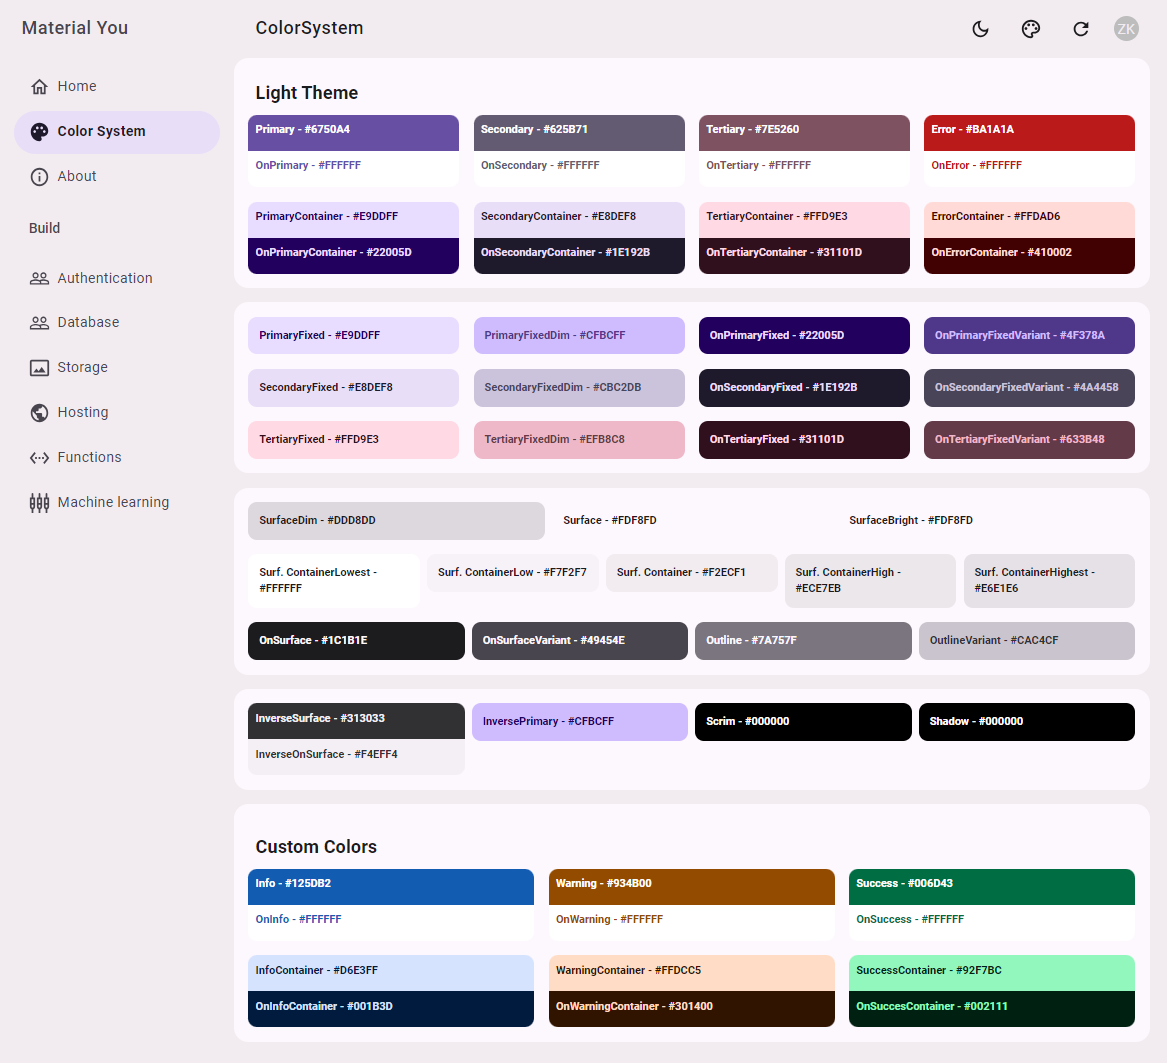 Material You
ColorSystem
ZK
Home
Color System
About
Build
Authentication
Database
Storage
Hosting
Functions
Machine learning
Light Theme
Primary - #6750A4
Secondary - #625B71
Tertiary - #7E5260
Error - #BA1A1A
OnPrimary - #FFFFFF
OnSecondary - #FFFFFF
OnTertiary - #FFFFFF
OnError - #FFFFFF
PrimaryContainer - #E9DDFF
SecondaryContainer - #E8DEF8
TertiaryContainer - #FFD9E3
ErrorContainer - #FFDAD6
OnPrimaryContainer - #22005D
OnSecondaryContainer - #1E192B
OnTertiaryContainer - #31101D
OnErrorContainer - #410002
PrimaryFixed - #E9DDFF
PrimaryFixedDim - #CFBCFF
OnPrimaryFixed - #22005D
OnPrimaryFixedVariant - #4F378A
SecondaryFixed - #E8DEF8
SecondaryFixedDim - #CBC2DB
OnSecondaryFixed - #1E192B
OnSecondaryFixedVariant - #4A4458
TertiaryFixed - #FFD9E3
TertiaryFixedDim - #EFB8C8
OnTertiaryFixed - #31101D
OnTertiaryFixedVariant - #633B48
SurfaceDim - #DDD8DD
Surface - #FDF8FD
SurfaceBright - #FDF8FD
Surf. ContainerLowest -
#FFFFFF
Surf. ContainerLow - #F7F2F7
Surf. Container - #F2ECF1
Surf. ContainerHigh -
#ECE7EB
Surf. ContainerHighest -
#E6E1E6
OnSurface - #1C1B1E
OnSurfaceVariant - #49454E
Outline - #7A757F
OutlineVariant - #CAC4CF
InverseSurface - #313033
InversePrimary - #CFBCFF
Scrim - #000000
Shadow - #000000
InverseOnSurface - #F4EFF4
Custom Colors
Info - #125DB2
Warning - #934B00
Success - #006D43
OnInfo - #FFFFFF
OnWarning - #FFFFFF
OnSuccess - #FFFFFF
InfoContainer - #D6E3FF
WarningContainer - #FFDCC5
SuccessContainer - #92F7BC
OnInfoContainer - #001B3D
OnWarningContainer - #301400
OnSuccesContainer - #002111